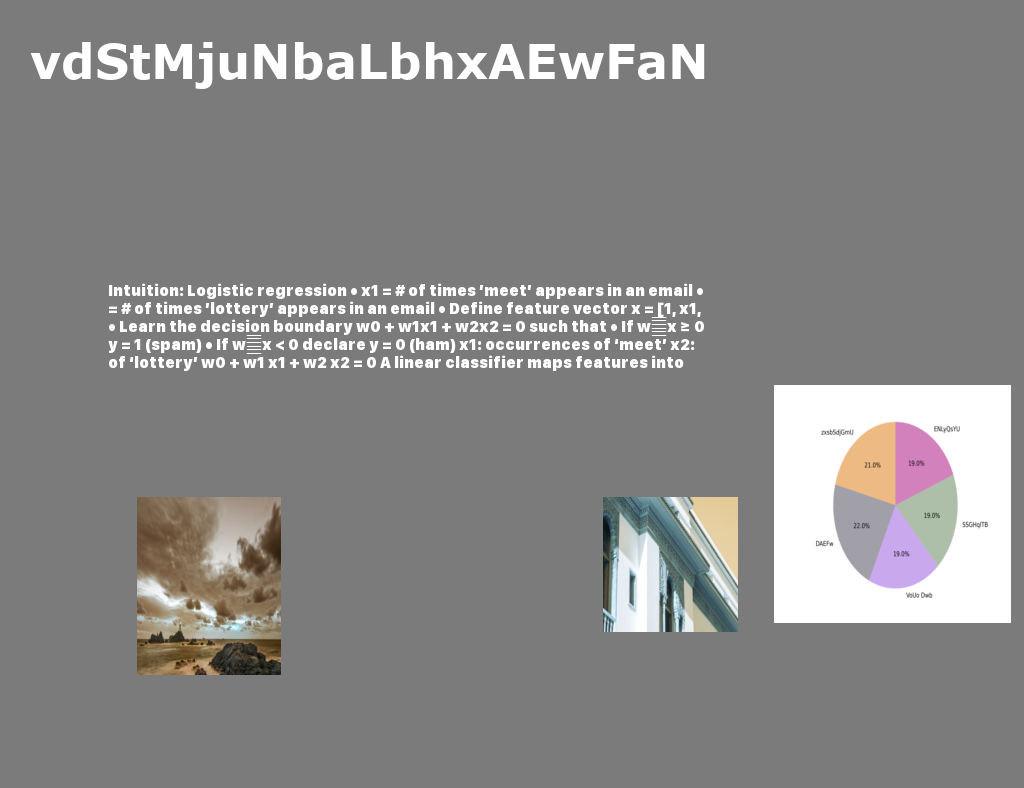 vdStMjuNbaLbhxAEwFaN
Intuition: Logistic regression • x1 = # of times ’meet’ appears in an email •
= # of times ’lottery’ appears in an email • Define feature vector x = [1, x1,
• Learn the decision boundary w0 + w1x1 + w2x2 = 0 such that • If w x ≥ 0
y = 1 (spam) • If w x < 0 declare y = 0 (ham) x1: occurrences of ‘meet’ x2:
of ‘lottery’ w0 + w1 x1 + w2 x2 = 0 A linear classifier maps features into
ENLyQsYU
19.0%
zxsbSdjGmU
21.0%
DAEFw
22.0%
VoUo Dwb
19.0%
19.0%